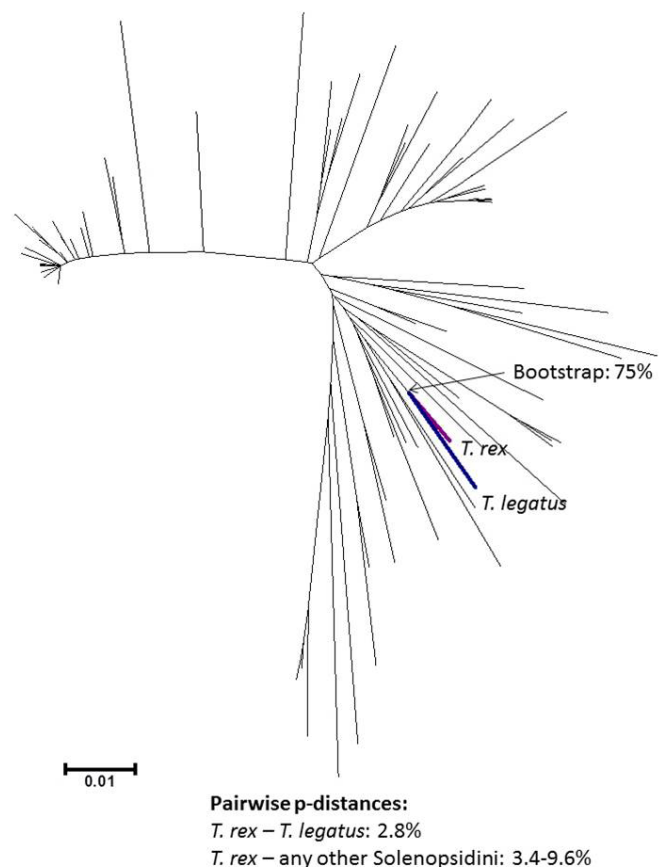 Bootstrap: 75%
T. rex
T. legatus
0.01
Pairwise p-distances:
T. rex – T. legatus: 2.8%
T. rex – any other Solenopsidini: 3.4-9.6%